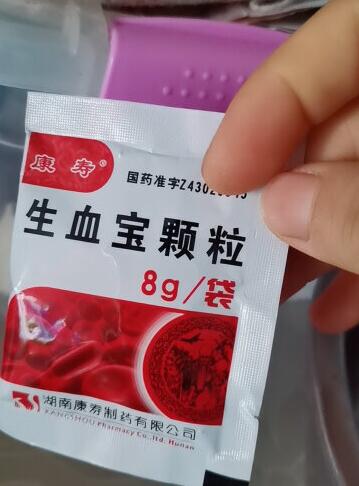 康寿®
国药准字Z4302
生血宝颗粒
8g/袋
湖南康寿制药有限公司
KANGSHOU Pharmacy Co.,ltd. Hunan